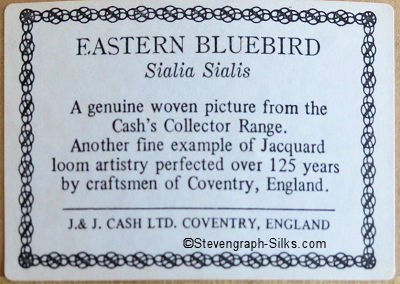 EASTERN BLUEBIRD
Sialia Sialis
A genuine woven picture from the
Cash's Collector Range.
Another fine example of Jacquard
loom artistry perfected over 125 years
by craftsmen of Coventry, England.
J.& J. CASH LTD. COVENTRY, ENGLAND
©Stevengraph-Silks.com